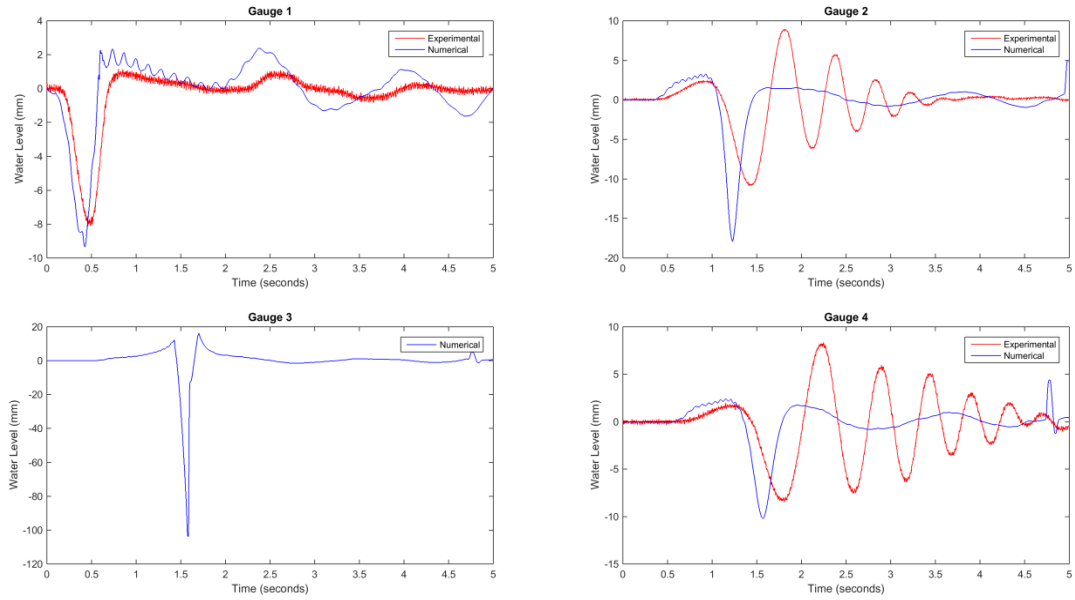 Gauge 1
Water Level (mm)
4
2
0
-2
-4
-6
-8
-10
0 0.5 1 1.5 2 2.5 3 3.5 4 4.5 5
Time (seconds)
Experimental
Numerical
Gauge 2
Water Level (mm)
10
5
0
-5
-10
-15
-20
0 0.5 1 1.5 2 2.5 3 3.5 4 4.5 5
Time (seconds)
Experimental
Numerical
Gauge 3
Water Level (mm)
20
0
-20
-40
-60
-80
-100
-120
0 0.5 1 1.5 2 2.5 3 3.5 4 4.5 5
Time (seconds)
Numerical
Gauge 4
Water Level (mm)
10
5
0
-5
-10
-15
0 0.5 1 1.5 2 2.5 3 3.5 4 4.5 5
Time (seconds)
Experimental
Numerical